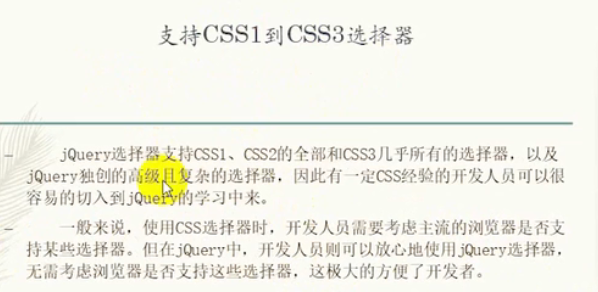 支持CSS1到CSS3选择器
– jQuery选择器支持CSS1、CSS2的全部和CSS3几乎所有的选择器，以及
jQuery独创的高级且复杂的选择器，因此有一定CSS经验的开发人员可以很
容易的切入到jQuery的学习中来。
– 一般来说，使用CSS选择器时，开发人员需要考虑主流的浏览器是否支
持某些选择器。但在jQuery中，开发人员则可以放心地使用jQuery选择器，
无需考虑浏览器是否支持这些选择器，这极大的方便了开发者。